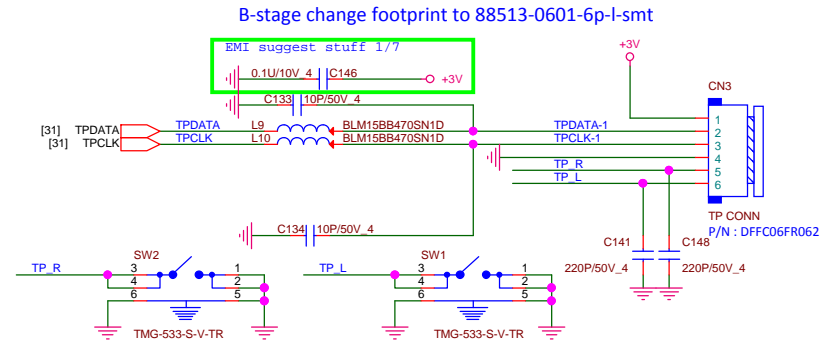 B-stage change footprint to 88513-0601-6p-l-smt
EMI suggest stuff 1/7
0.1U/10V_4 C146 +3V
C133 10P/50V_4
+3V
CN3
[31] TPDATA TPDATA L9 BLM15BB470SN1D TPDATA-1
[31] TPCLK TPCLK L10 BLM15BB470SN1D TPCLK-1
1
2
3
4
5
6
TP_R
TP_L
TP CONN
P/N : DFFC06FR062
C134 10P/50V_4
C141 C148
220P/50V_4 220P/50V_4
SW2 SW1
TP_R 3 1 TP_L 3 1
4 2 4 2
6 5 6 5
TMG-533-S-V-TR TMG-533-S-V-TR